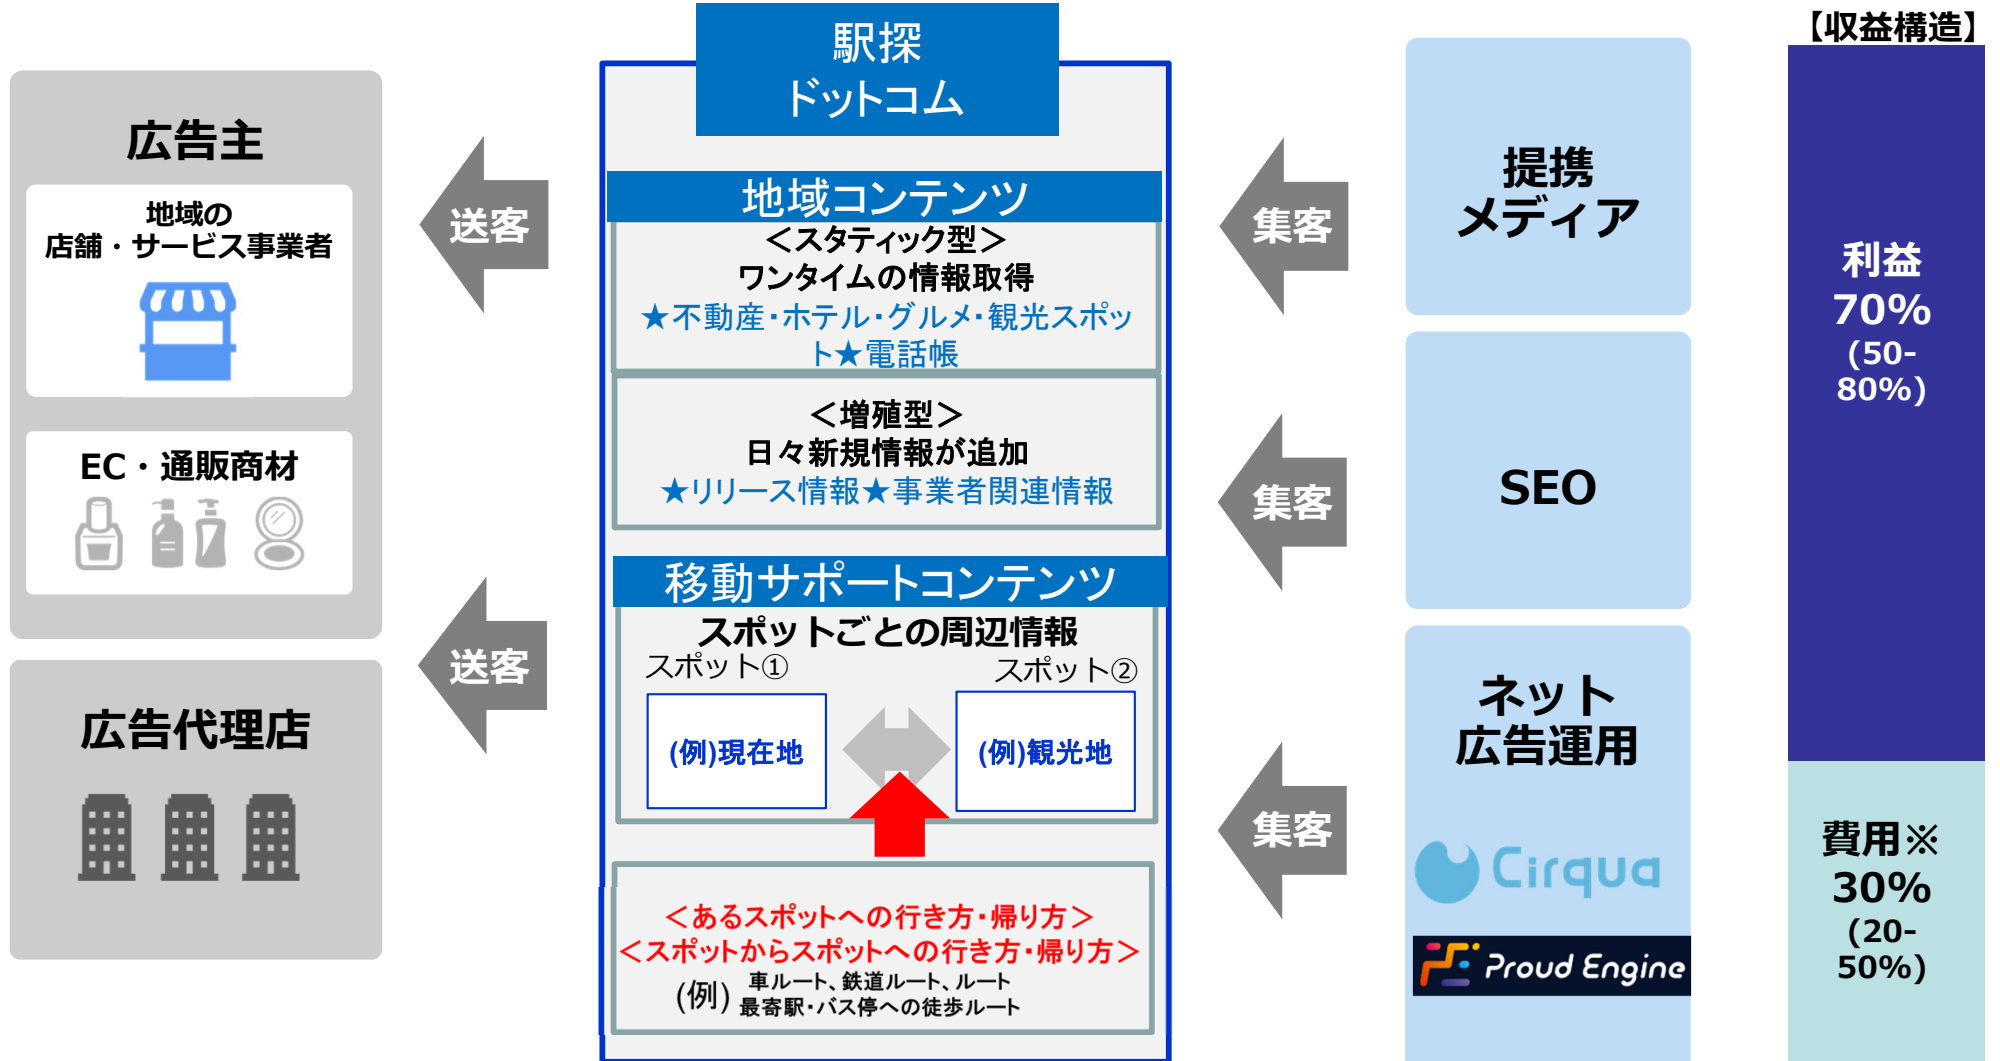 広告主
地域の
店舗・サービス事業者
EC・通販商材
広告代理店
送客
送客
駅探
ドットコム
地域コンテンツ
＜スタティック型＞
ワンタイムの情報取得
★不動産・ホテル・グルメ・観光スポッ
ト★電話帳
＜増殖型＞
日々新規情報が追加
★リリース情報★事業者関連情報
移動サポートコンテンツ
スポットごとの周辺情報
スポット①
スポット②
(例)現在地
(例)観光地
＜あるスポットへの行き方・帰り方＞
＜スポットからスポットへの行き方・帰り方＞
(例)
車ルート、鉄道ルート、ルート
最寄駅・バス停への徒歩ルート
集客
集客
集客
提携
メディア
SEO
ネット
広告運用
Cirqua
Proud Engine
【収益構造】
利益
70%
(50-
80%)
費用※
30%
(20-
50%)